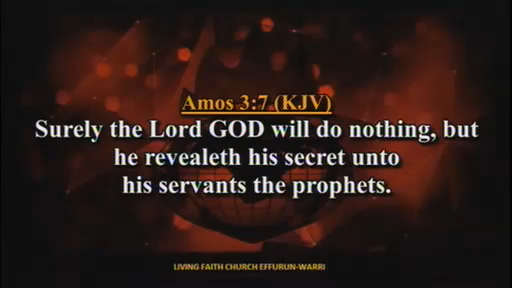 Amos 3:7 (KJV)
Surely the Lord GOD will do nothing, but
he revealeth his secret unto
his servants the prophets.
LIVING FAITH CHURCH EFFURUN-WARRI